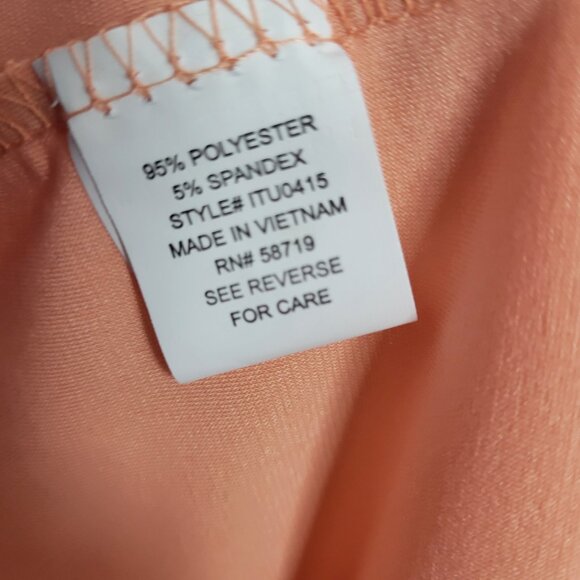 95% POLYESTER
5% SPANDEX
STYLE# ITU0415
MADE IN VIETNAM
RN# 58719
SEE REVERSE
FOR CARE